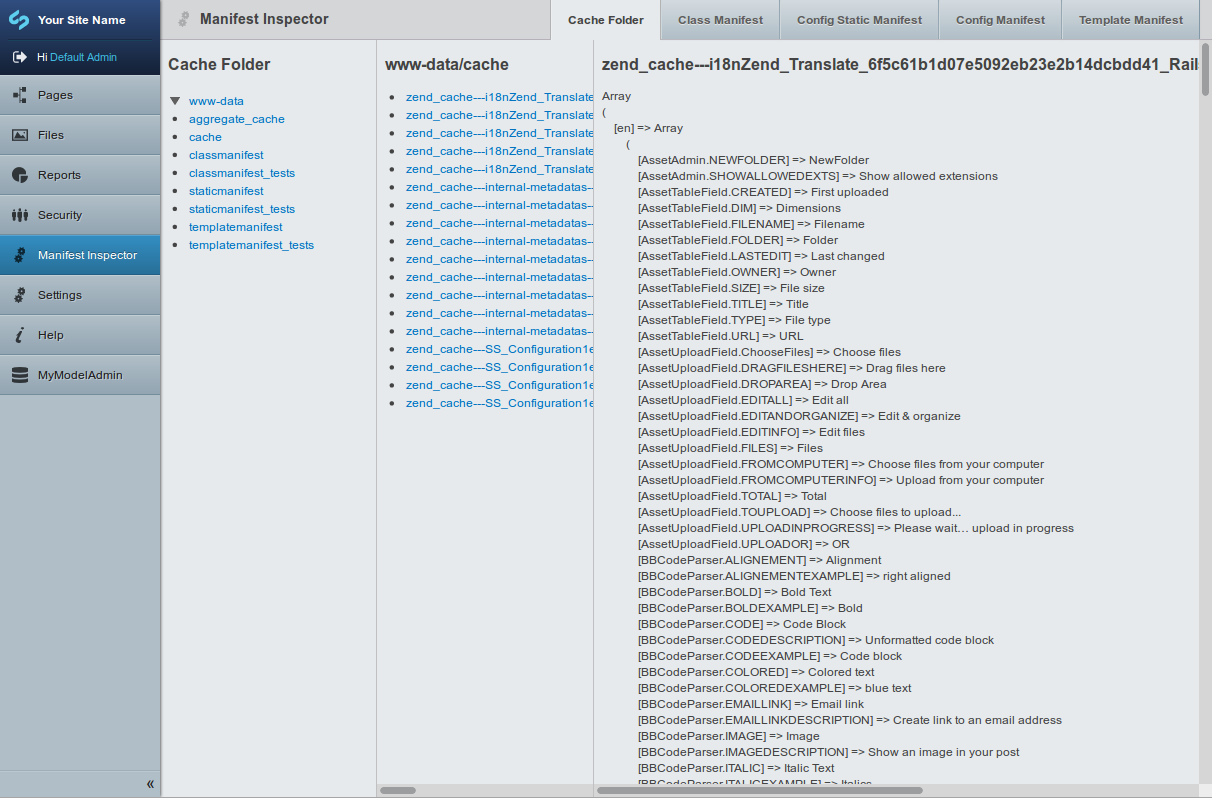 Your Site Name
Hi Default Admin
Pages
Files
Reports
Security
Manifest Inspector
Settings
Help
MyModelAdmin
«
Manifest Inspector
Cache Folder
Class Manifest
Config Static Manifest
Config Manifest
Template Manifest
Cache Folder
www-data
aggregate_cache
cache
classmanifest
classmanifest_tests
staticmanifest
staticmanifest_tests
templatemanifest
templatemanifest_tests
www-data/cache
zend_cache---i18nZend_Translate
zend_cache---i18nZend_Translate
zend_cache---i18nZend_Translate
zend_cache---i18nZend_Translate
zend_cache---i18nZend_Translate
zend_cache---internal-metadatas--
zend_cache---internal-metadatas--
zend_cache---internal-metadatas--
zend_cache---internal-metadatas--
zend_cache---internal-metadatas--
zend_cache---internal-metadatas--
zend_cache---internal-metadatas--
zend_cache---internal-metadatas--
zend_cache---internal-metadatas--
zend_cache---SS_Configuration1e
zend_cache---SS_Configuration1e
zend_cache---SS_Configuration1e
zend_cache---SS_Configuration1e
zend_cache---i18nZend_Translate_6f5c61b1d07e5092eb23e2b14dcbdd41_Rail
Array
(
[en] => Array
(
[AssetAdmin.NEWFOLDER] => NewFolder
[AssetAdmin.SHOWALLOWEDEXTS] => Show allowed extensions
[AssetTableField.CREATED] => First uploaded
[AssetTableField.DIM] => Dimensions
[AssetTableField.FILENAME] => Filename
[AssetTableField.FOLDER] => Folder
[AssetTableField.LASTEDIT] => Last changed
[AssetTableField.OWNER] => Owner
[AssetTableField.SIZE] => File size
[AssetTableField.TITLE] => Title
[AssetTableField.TYPE] => File type
[AssetTableField.URL] => URL
[AssetUploadField.ChooseFiles] => Choose files
[AssetUploadField.DRAGFILESHERE] => Drag files here
[AssetUploadField.DROPAREA] => Drop Area
[AssetUploadField.EDITALL] => Edit all
[AssetUploadField.EDITANDORGANIZE] => Edit & organize
[AssetUploadField.EDITINFO] => Edit files
[AssetUploadField.FILES] => Files
[AssetUploadField.FROMCOMPUTER] => Choose files from your computer
[AssetUploadField.FROMCOMPUTERINFO] => Upload from your computer
[AssetUploadField.TOTAL] => Total
[AssetUploadField.TOUPLOAD] => Choose files to upload...
[AssetUploadField.UPLOADINPROGRESS] => Please wait… upload in progress
[AssetUploadField.UPLOADOR] => OR
[BBCodeParser.ALIGNEMENT] => Alignment
[BBCodeParser.ALIGNEMENTEXAMPLE] => right aligned
[BBCodeParser.BOLD] => Bold Text
[BBCodeParser.BOLDEXAMPLE] => Bold
[BBCodeParser.CODE] => Code Block
[BBCodeParser.CODEDESCRIPTION] => Unformatted code block
[BBCodeParser.CODEEXAMPLE] => Code block
[BBCodeParser.COLORED] => Colored text
[BBCodeParser.COLOREDEXAMPLE] => blue text
[BBCodeParser.EMAILLINK] => Email link
[BBCodeParser.EMAILLINKDESCRIPTION] => Create link to an email address
[BBCodeParser.IMAGE] => Image
[BBCodeParser.IMAGEDESCRIPTION] => Show an image in your post
[BBCodeParser.ITALIC] => Italic Text
[BBCodeParser.ITALICEXAMPLE] => Italics